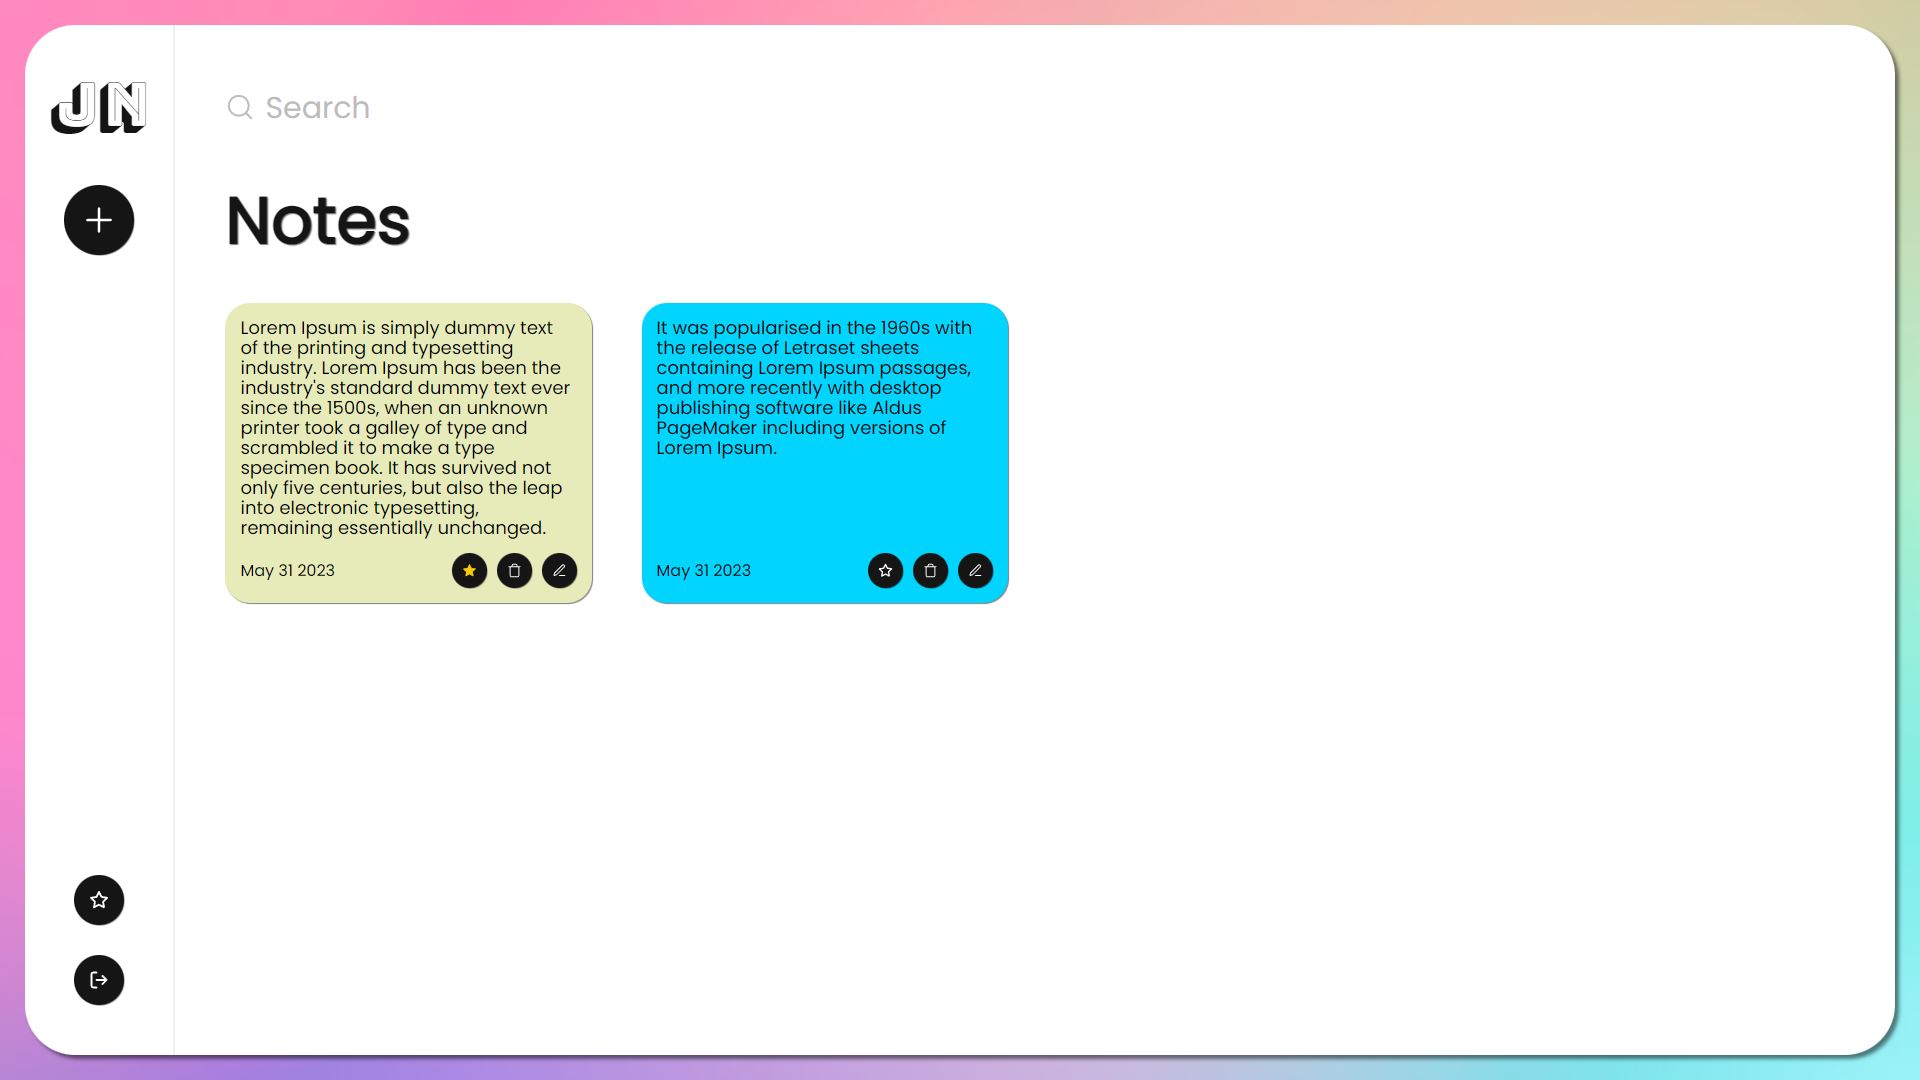 JN
Search
Notes
Lorem Ipsum is simply dummy text
of the printing and typesetting
industry. Lorem Ipsum has been the
industry's standard dummy text ever
since the 1500s, when an unknown
printer took a galley of type and
scrambled it to make a type
specimen book. It has survived not
only five centuries, but also the leap
into electronic typesetting,
remaining essentially unchanged.
May 31 2023
It was popularised in the 1960s with
the release of Letraset sheets
containing Lorem Ipsum passages,
and more recently with desktop
publishing software like Aldus
PageMaker including versions of
Lorem Ipsum.
May 31 2023